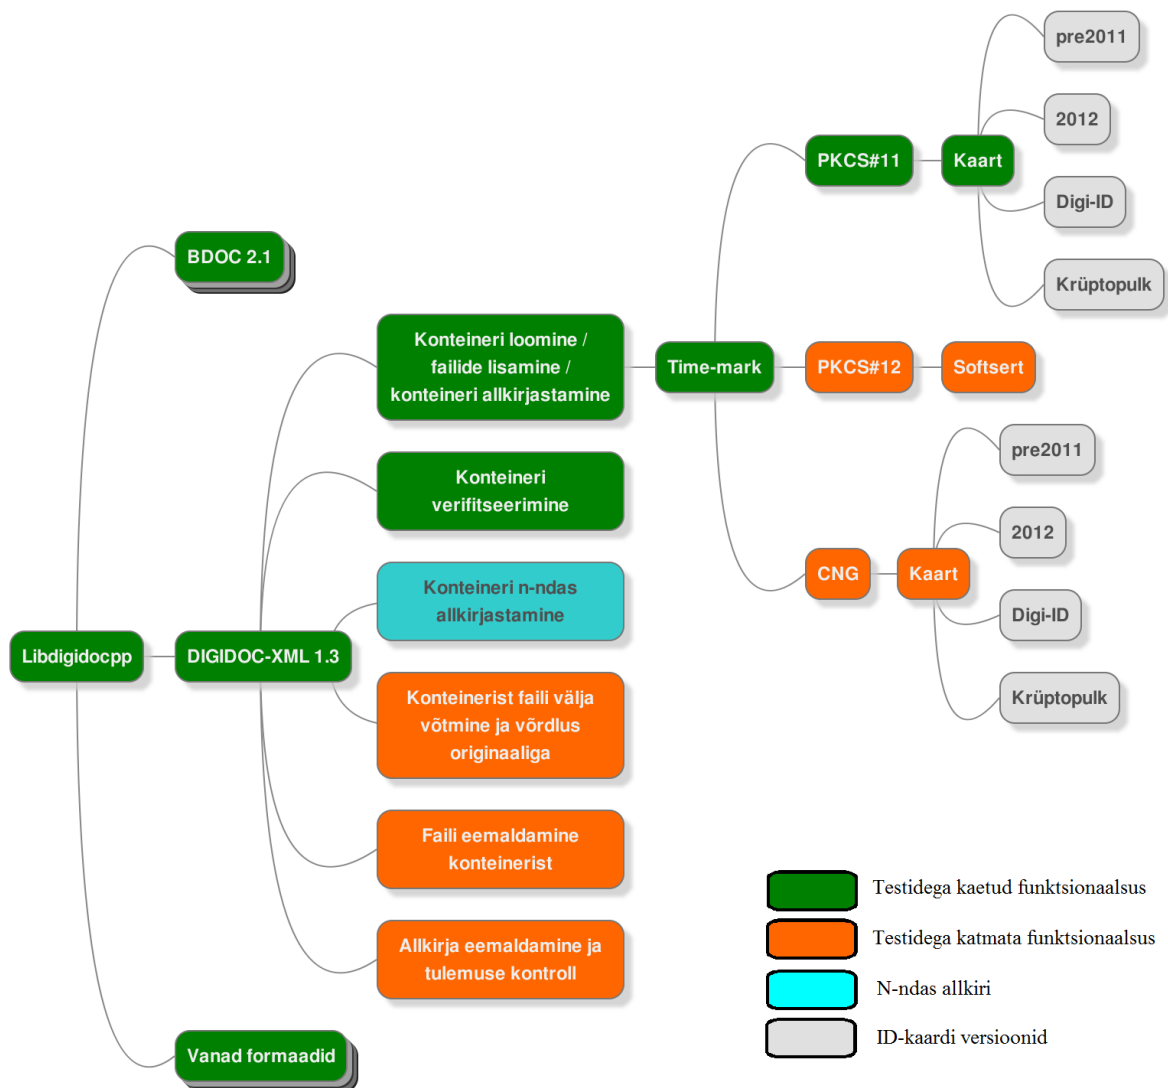 Libdigidocpp
BDOC 2.1
DIGIDOC-XML 1.3
Vanad formaadid
Konteineri loomine /
failide lisamine /
konteineri allkirjastamine
Konteineri
verifitseerimine
Konteineri n-ndas
allkirjastamine
Konteinerist faili välja
võtmine ja võrdlus
originaaliga
Faili eemaldamine
konteinerist
Allkirja eemaldamine ja
tulemuse kontroll
Time-mark
PKCS#11
Kaart
pre2011
2012
Digi-ID
Krüptopulk
PKCS#12
Softsert
CNG
Kaart
pre2011
2012
Digi-ID
Krüptopulk
Testidega kaetud funktsionaalsus
Testidega katmata funktsionaalsus
N-ndas allkiri
ID-kaardi versioonid